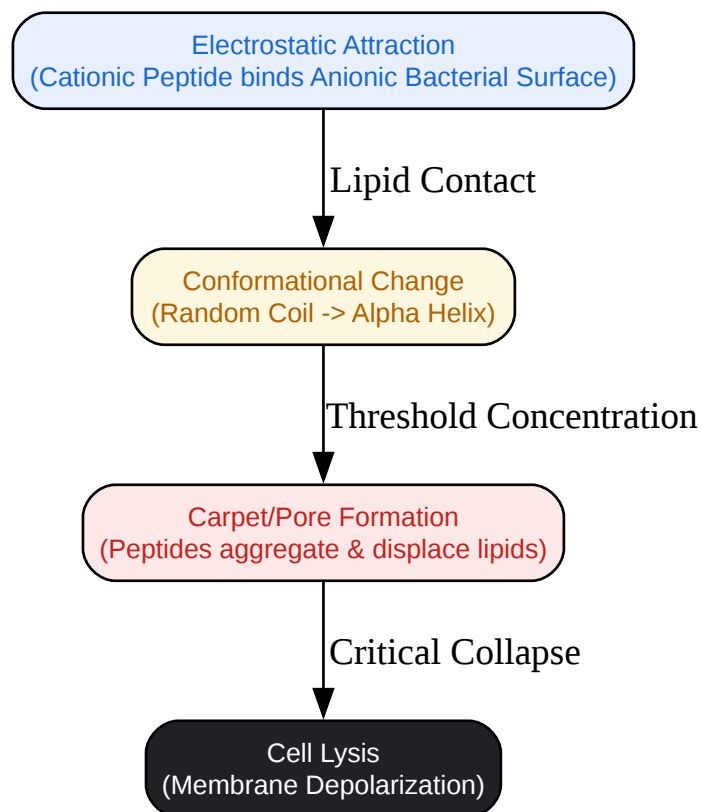 Electrostatic Attraction
(Cationic Peptide binds Anionic Bacterial Surface)
Lipid Contact
Conformational Change
(Random Coil -> Alpha Helix)
Threshold Concentration
Carpet/Pore Formation
(Peptides aggregate & displace lipids)
Critical Collapse
Cell Lysis
(Membrane Depolarization)